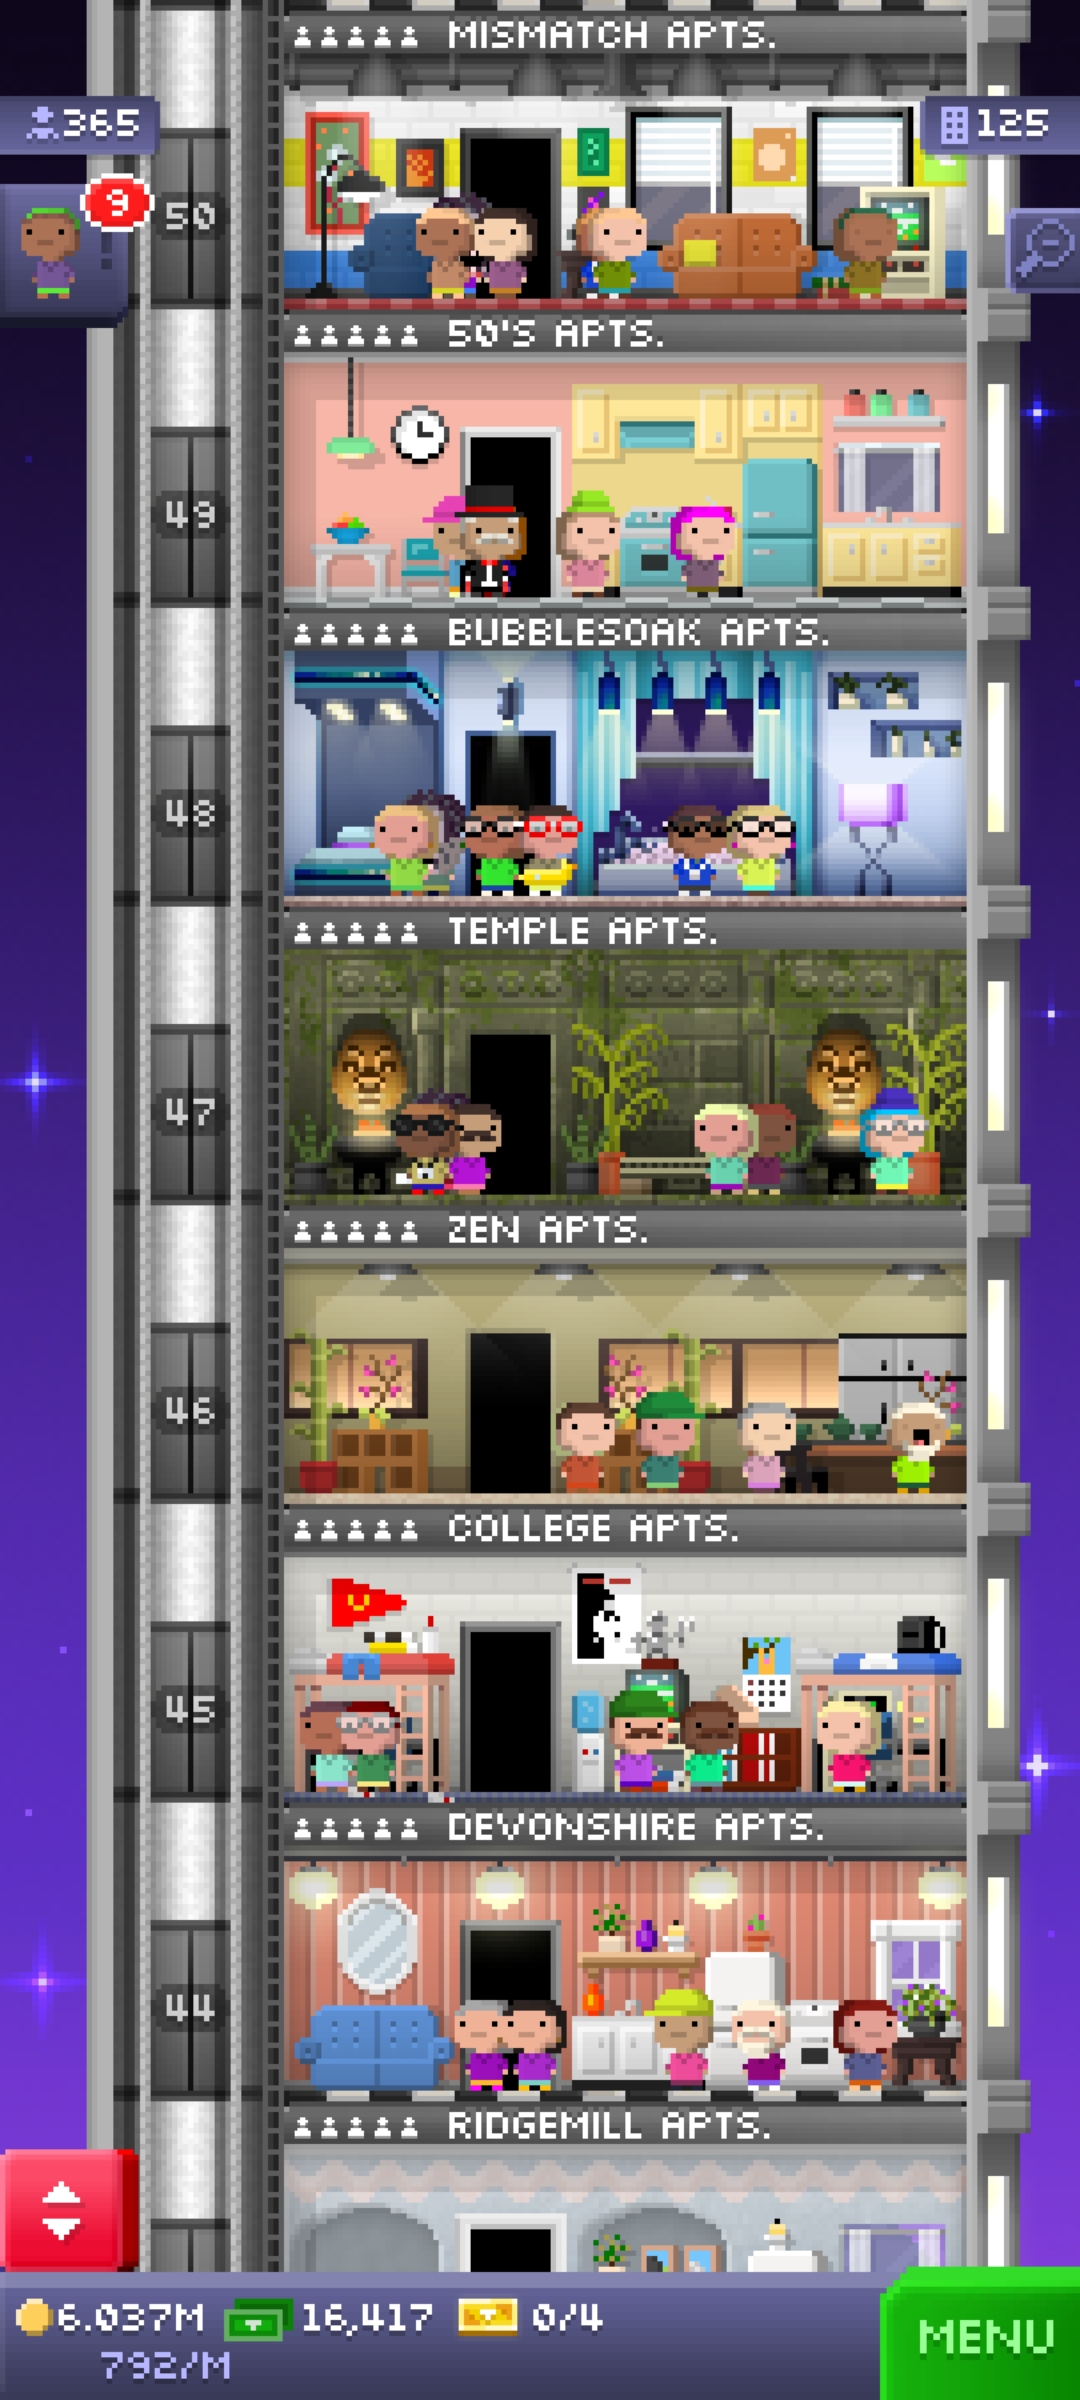 MISMATCH APTS.
365
125
9
50
50'S APTS.
49
BUBBLESOAK APTS.
48
TEMPLE APTS.
47
ZEN APTS.
46
COLLEGE APTS.
45
DEVONSHIRE APTS.
44
RIDGEMILL APTS.
6.037M 16,417 0/4
792/M
MENU